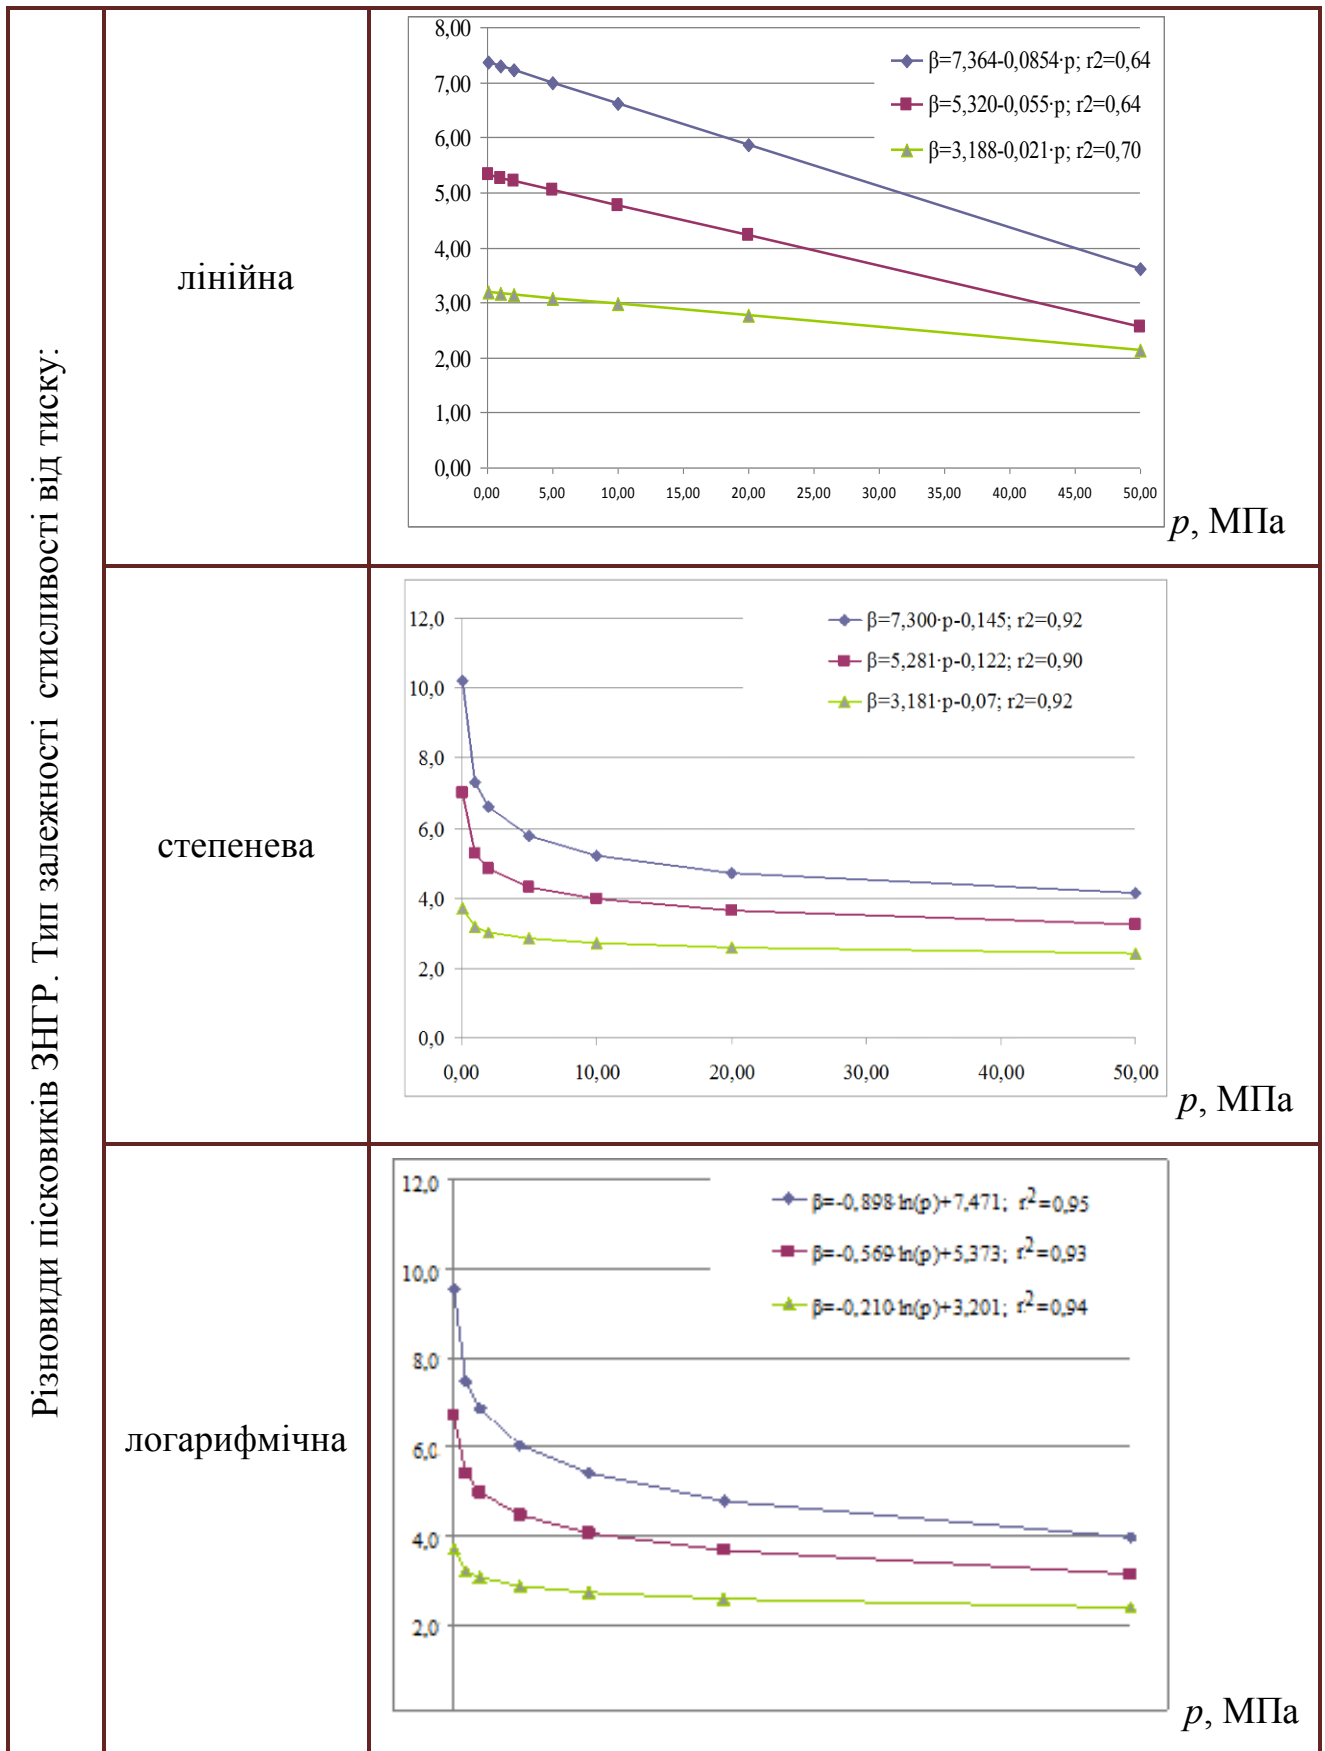 Різновиди пісковиків ЗНГР. Тип залежності стисливості від тиску:
лінійна
8,00
7,00
6,00
5,00
4,00
3,00
2,00
1,00
0,00
0,00 5,00 10,00 15,00 20,00 25,00 30,00 35,00 40,00 45,00 50,00
β=7,364-0,0854·p; r2=0,64
β=5,320-0,055·p; r2=0,64
β=3,188-0,021·p; r2=0,70
p, МПа
степенева
12,0
10,0
8,0
6,0
4,0
2,0
0,0
0,00 10,00 20,00 30,00 40,00 50,00
β=7,300·p-0,145; r2=0,92
β=5,281·p-0,122; r2=0,90
β=3,181·p-0,07; r2=0,92
p, МПа
логарифмічна
12,0
10,0
8,0
6,0
4,0
2,0
β=-0,898·ln(p)+7,471; r²=0,95
β=-0,569·ln(p)+5,373; r²=0,93
β=-0,210·ln(p)+3,201; r²=0,94
p, МПа